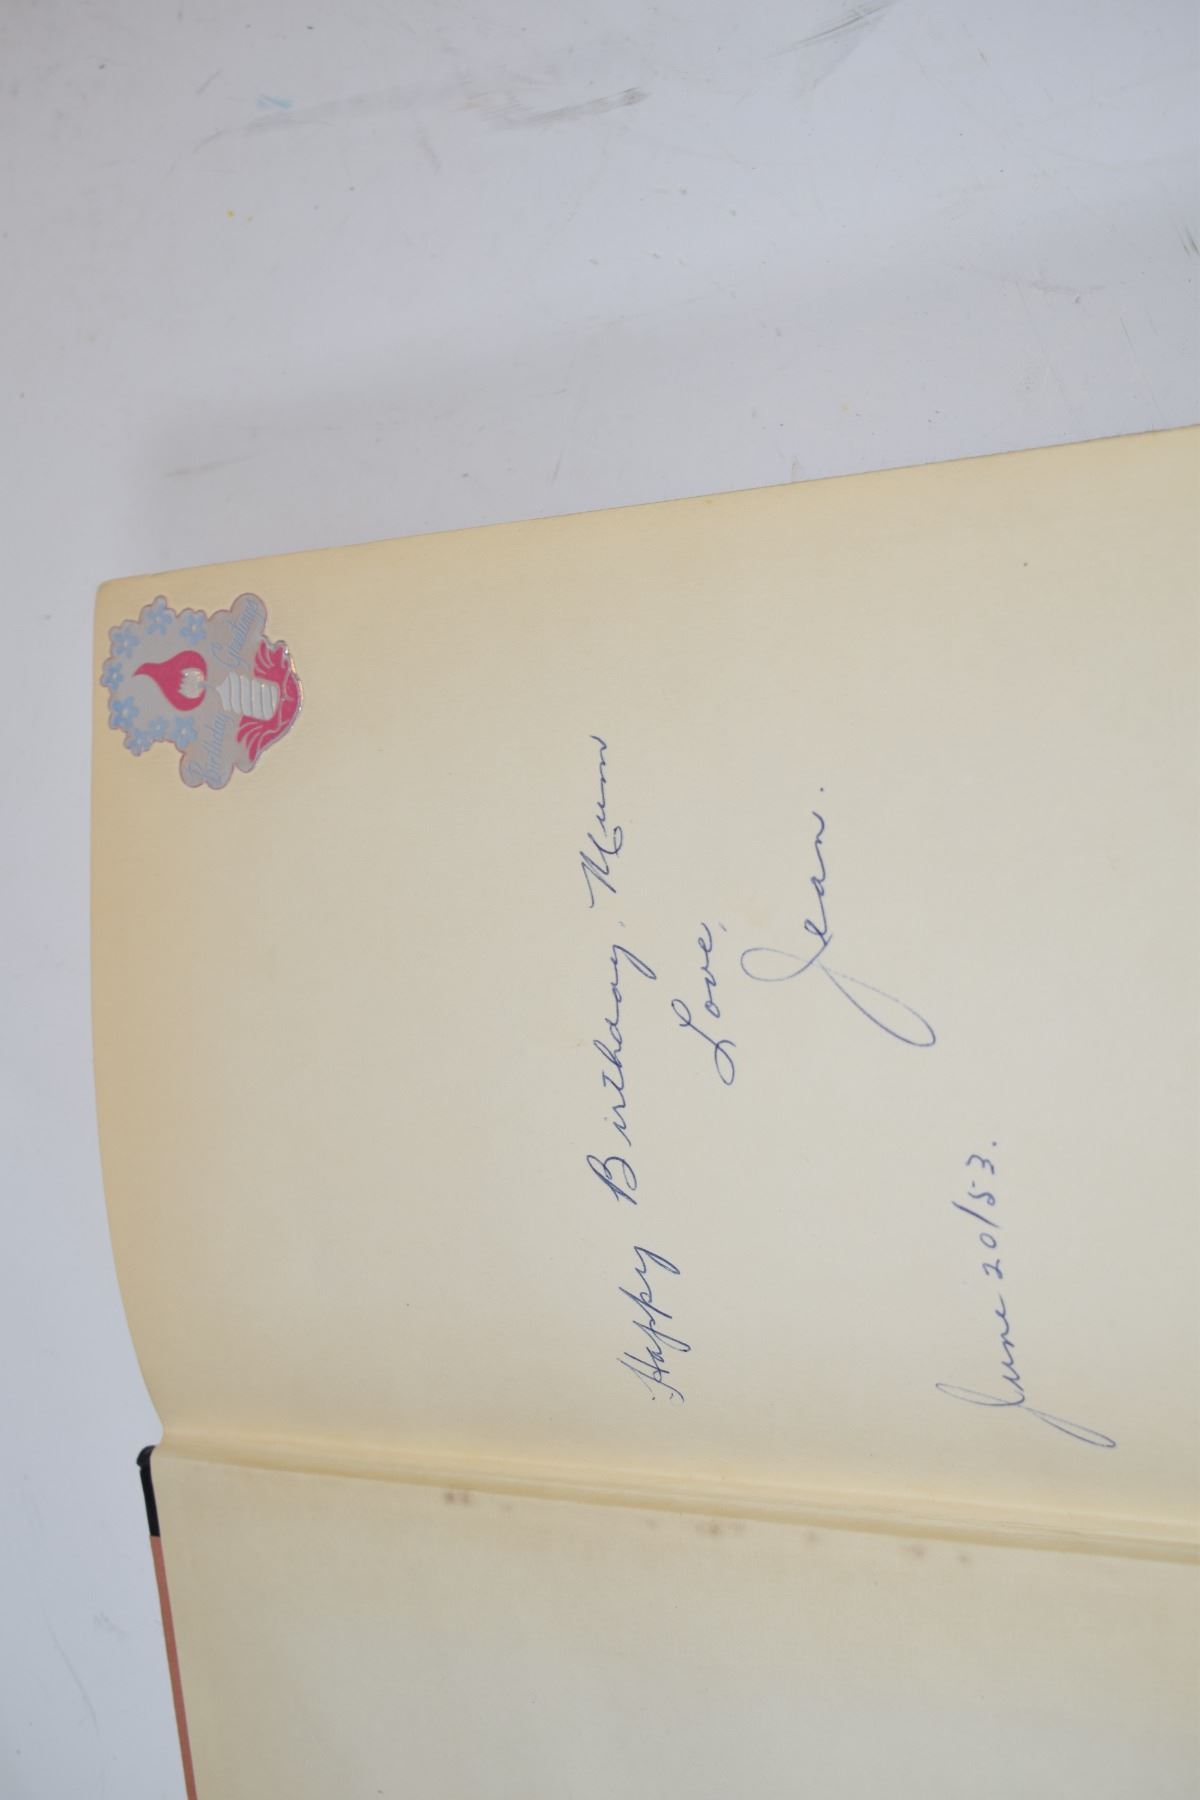 Birthday Greetings
Happy Birthday, Mum
Love,
Jean.
June 20/53.